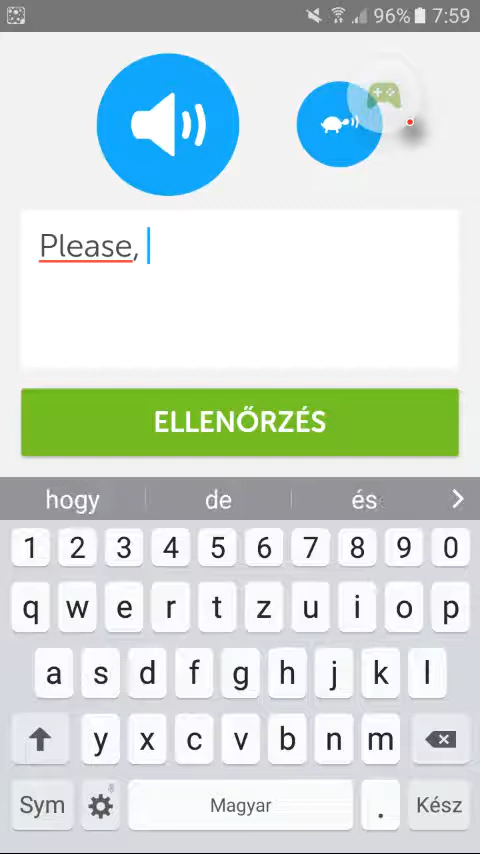 96% 7:59
Please,
ELLENŐRZÉS
hogy de és
1 2 3 4 5 6 7 8 9 0
q w e r t z u i o p
a s d f g h j k l
y x c v b n m
Sym Magyar . Kész